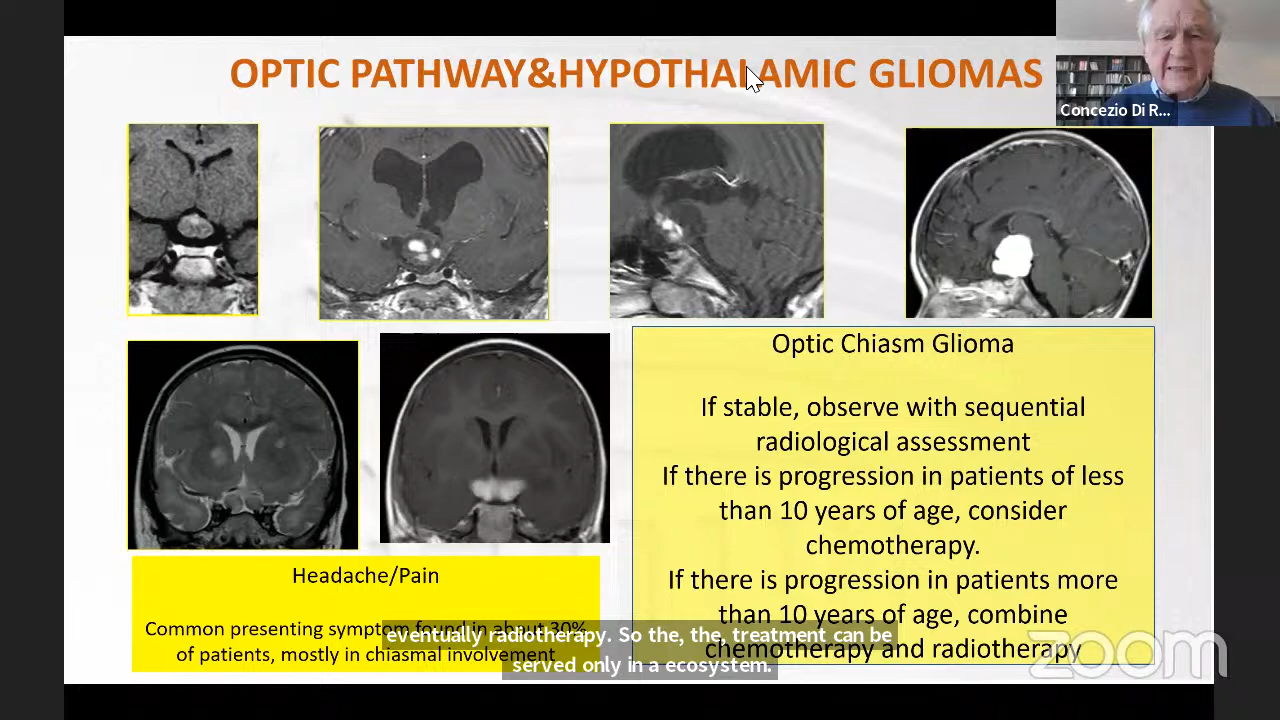 OPTIC PATHWAY&HYPOTHALAMIC GLIOMAS
Concezio Di R...
Optic Chiasm Glioma
If stable, observe with sequential
radiological assessment
If there is progression in patients of less
than 10 years of age, consider
chemotherapy.
If there is progression in patients more
than 10 years of age, combine
chemotherapy and radiotherapy
Headache/Pain
Common presenting symptom found in about 30%
of patients, mostly in chiasmal involvement
eventually radiotherapy. So the, the, treatment can be
served only in a ecosystem.
zoom